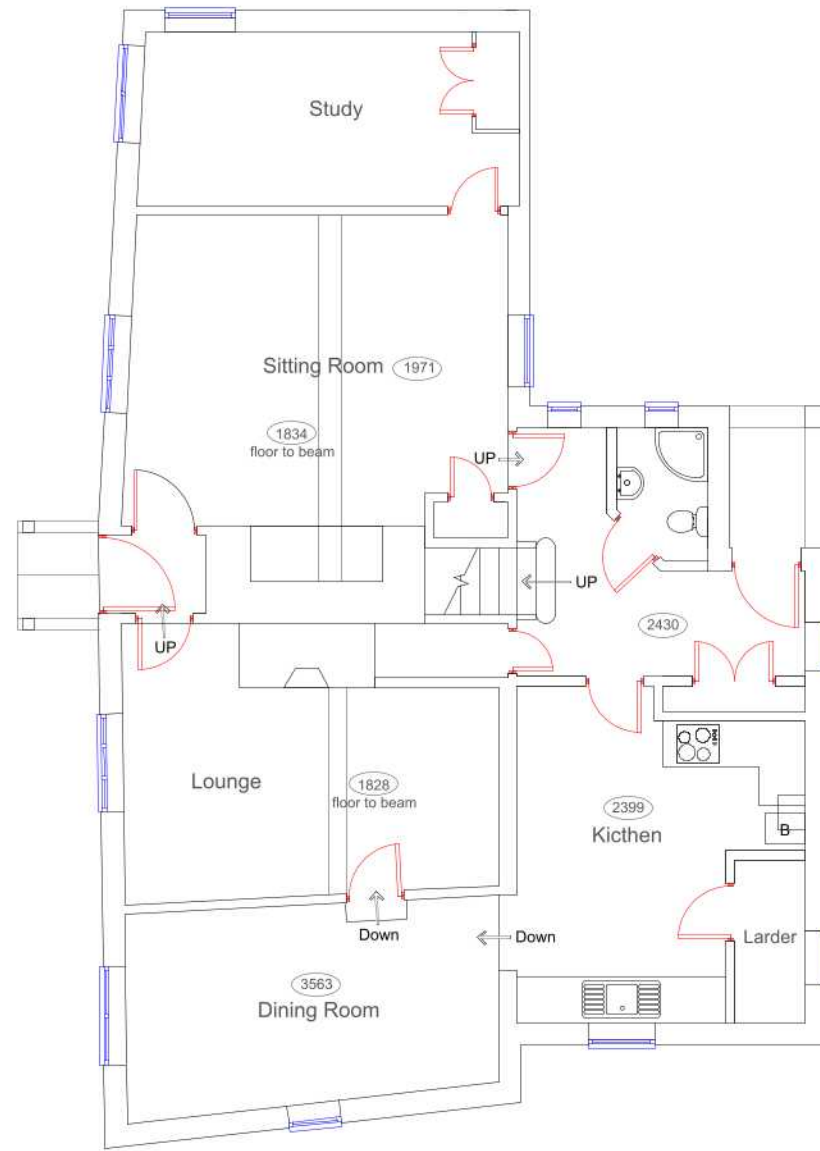 Study
Sitting Room 1971
1834
floor to beam
UP
UP
UP
2430
Lounge
1828
floor to beam
2399
Kicthen
B
Down
Down
Larder
3563
Dining Room